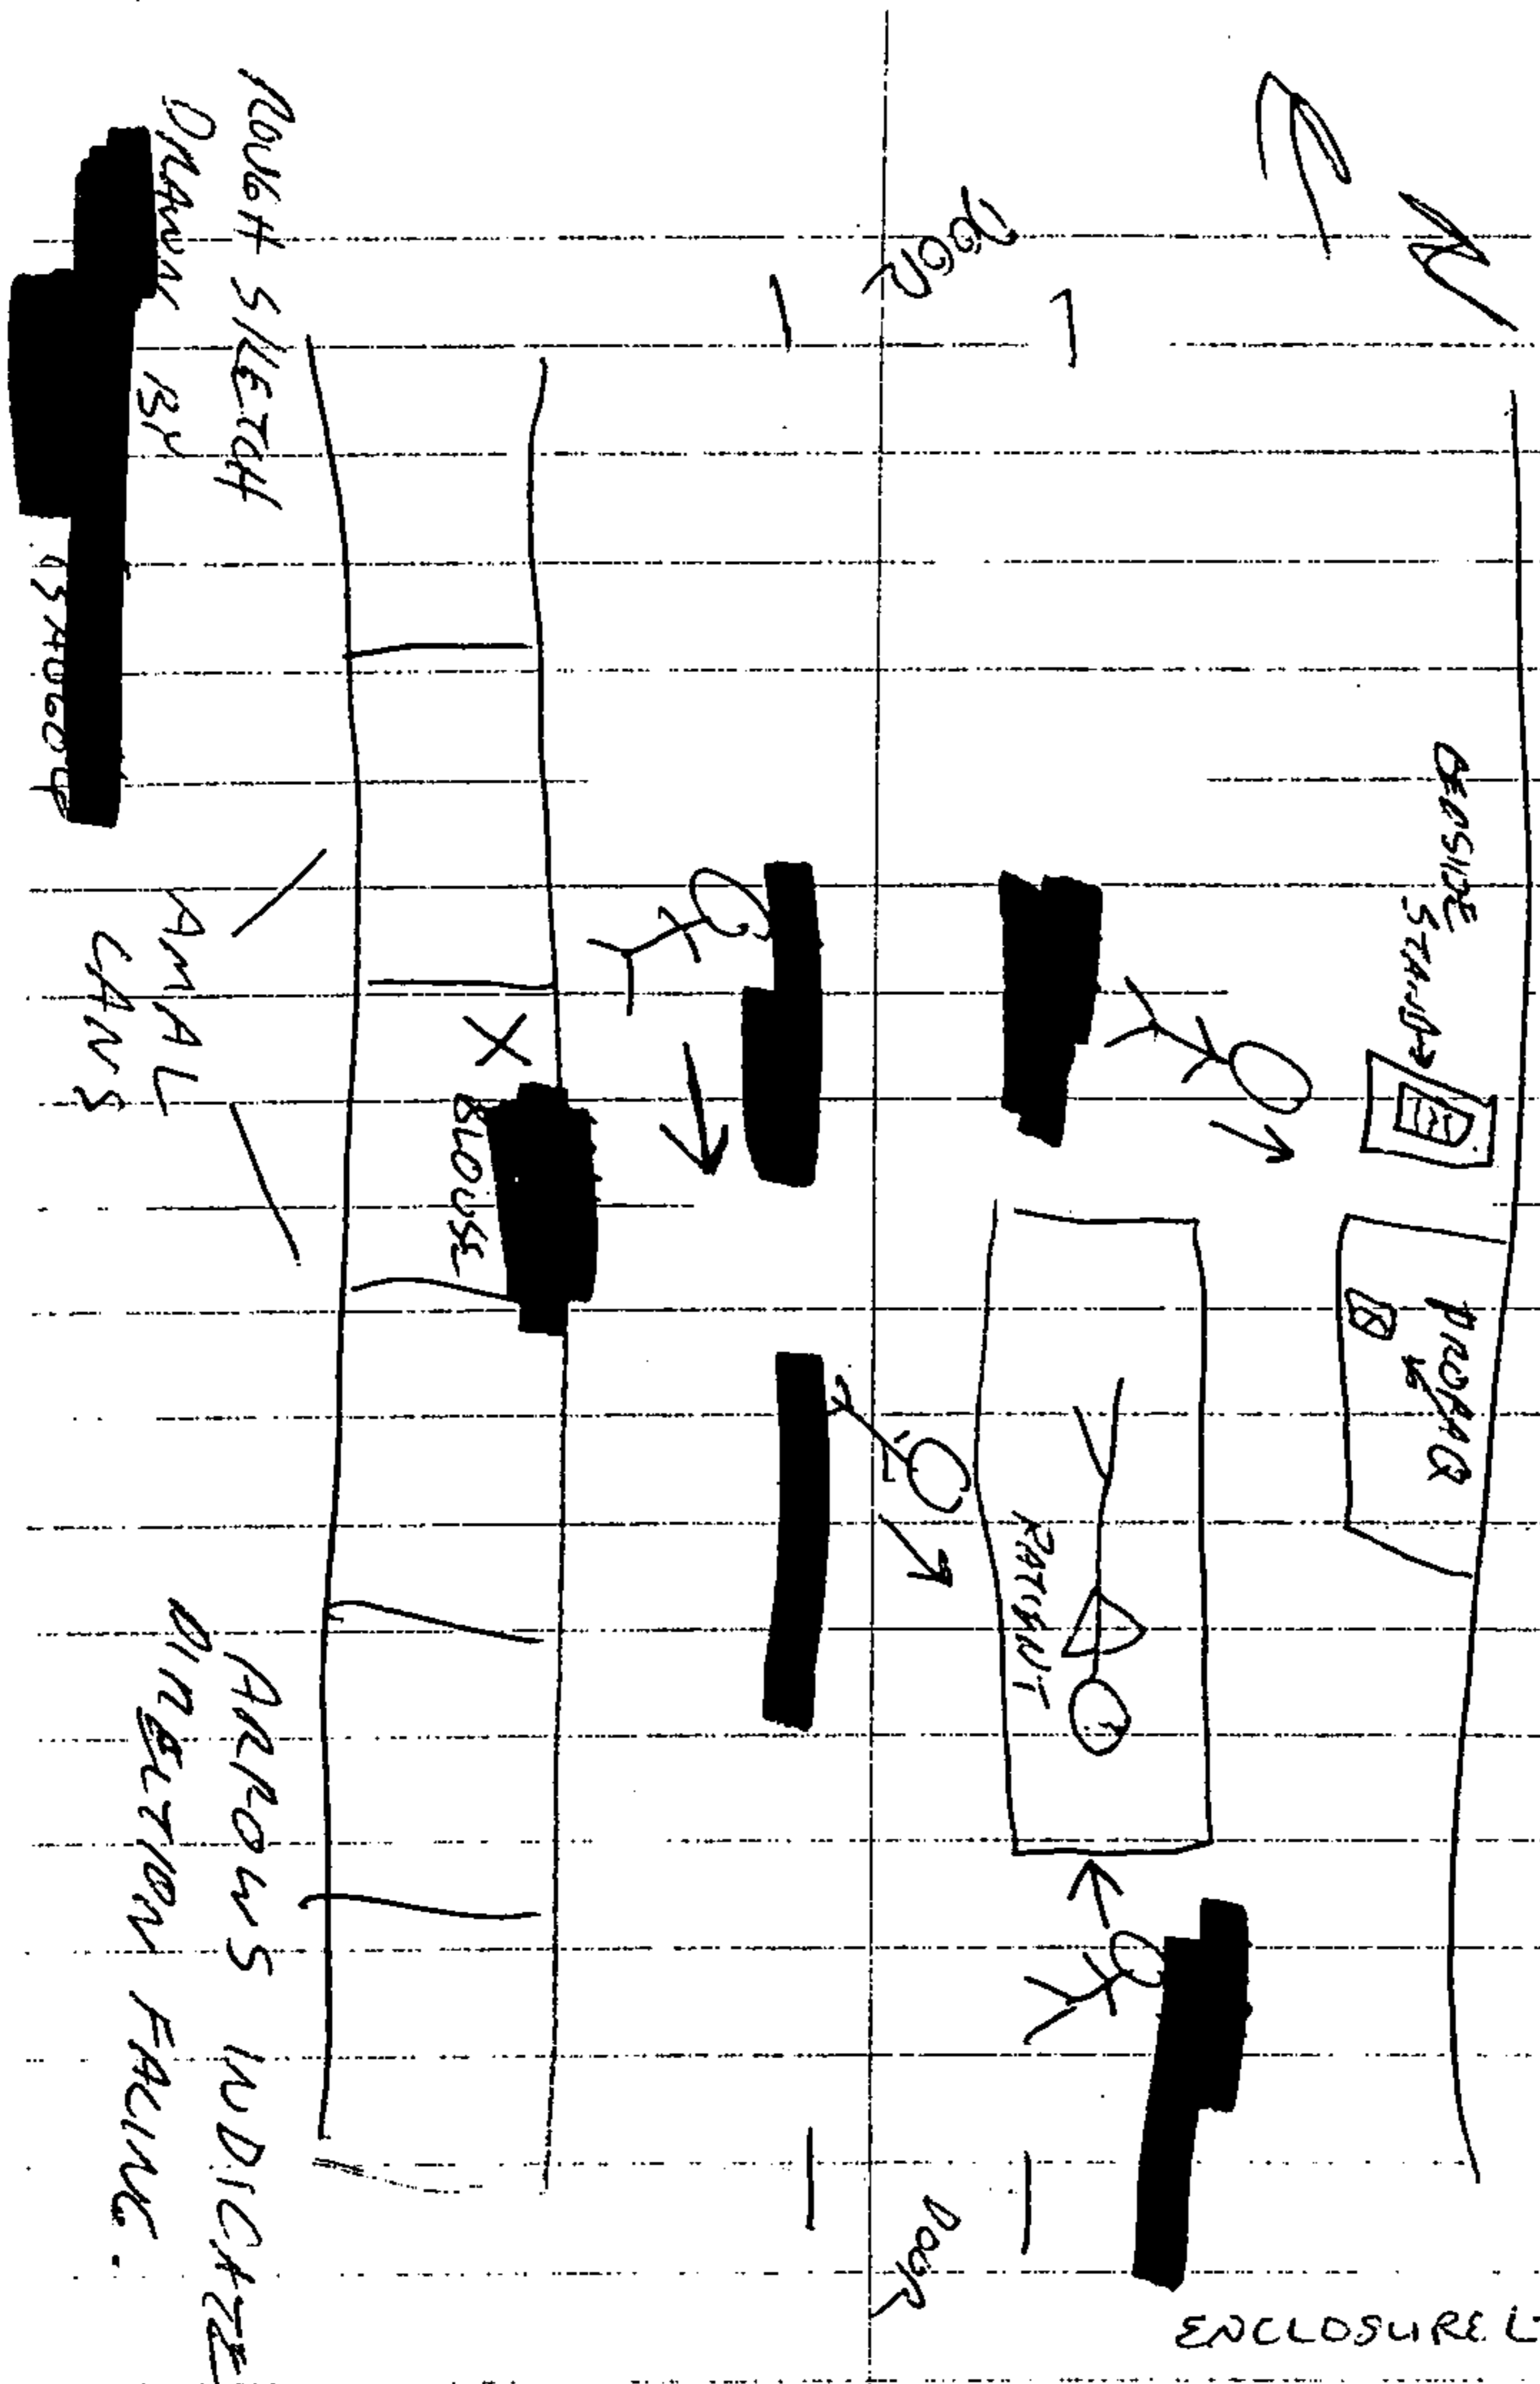 N
DOOR
BEDSIDE
STAND
PROPAQ
PATIENT
BLOUSE
DOOR
AMAL
CANS
ROUGH SKETCH
DRAWN BY
ARROWS INDICATE
DIRECTION FACING.
ENCLOSURE